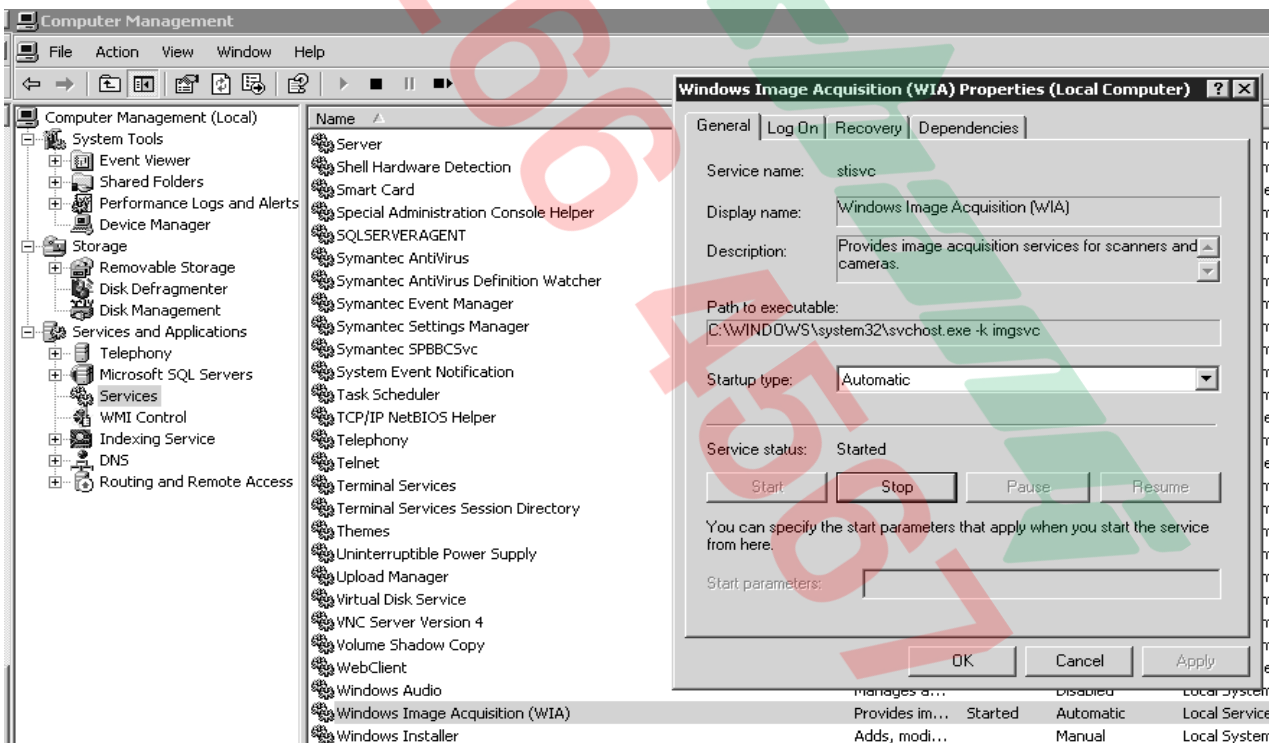 Computer Management
File Action View Window Help
Computer Management (Local)
System Tools
Event Viewer
Shared Folders
Performance Logs and Alerts
Device Manager
Storage
Removable Storage
Disk Defragmenter
Disk Management
Services and Applications
Telephony
Microsoft SQL Servers
Services
WMI Control
Indexing Service
DNS
Routing and Remote Access
Name
Server
Shell Hardware Detection
Smart Card
Special Administration Console Helper
SQLSERVERAGENT
Symantec AntiVirus
Symantec AntiVirus Definition Watcher
Symantec Event Manager
Symantec Settings Manager
Symantec SPBBCSvc
System Event Notification
Task Scheduler
TCP/IP NetBIOS Helper
Telephony
Telnet
Terminal Services
Terminal Services Session Directory
Themes
Uninterruptible Power Supply
Upload Manager
Virtual Disk Service
VNC Server Version 4
Volume Shadow Copy
WebClient
Windows Audio Manages a... Disabled Local System
Windows Image Acquisition (WIA) Provides im... Started Automatic Local Service
Windows Installer Adds, modi... Manual Local System
Windows Image Acquisition (WIA) Properties (Local Computer)
General Log On Recovery Dependencies
Service name: stisvc
Display name: Windows Image Acquisition (WIA)
Description: Provides image acquisition services for scanners and
cameras.
Path to executable:
C:\WINDOWS\system32\svchost.exe -k imgsvc
Startup type: Automatic
Service status: Started
Start Stop Pause Resume
You can specify the start parameters that apply when you start the service
from here.
Start parameters:
OK Cancel Apply
66 4567